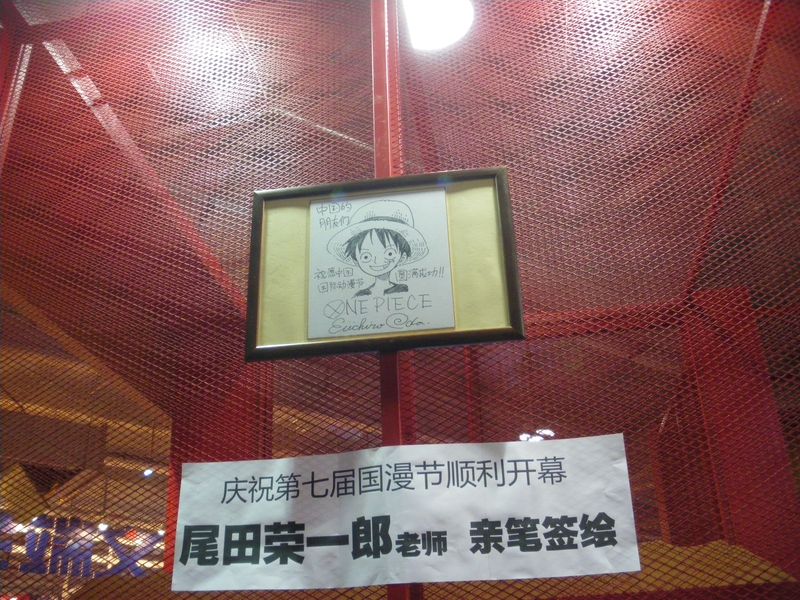 中国的
朋友们
祝愿中国
国际动漫节
圆满成功!!
ONE PIECE
Eiichiro Oda.
庆祝第七届国漫节顺利开幕
尾田荣一郎老师 亲笔签绘
端文